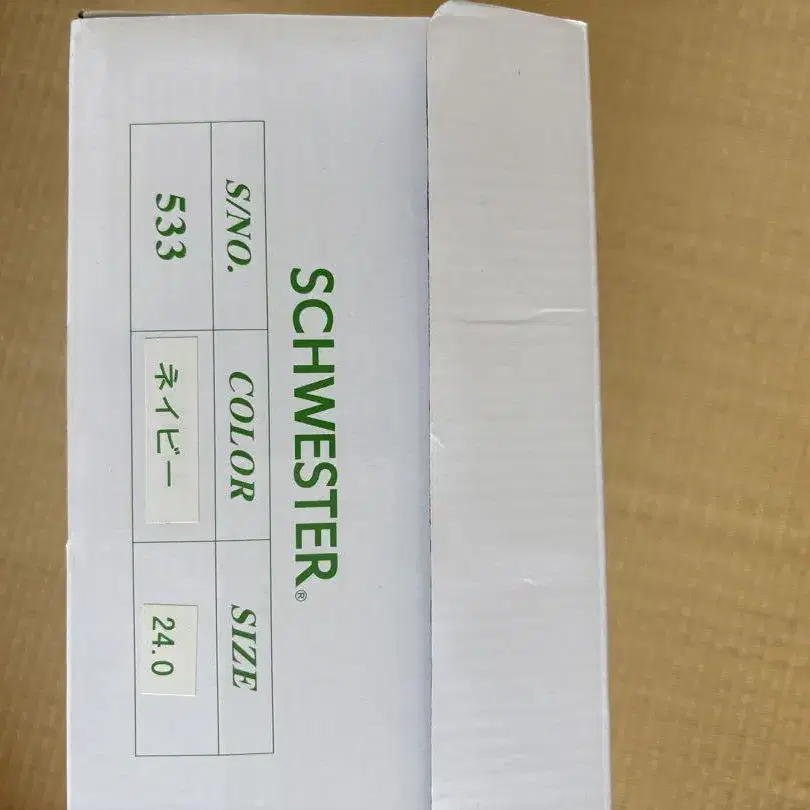 SCHWESTER®
S/NO. COLOR SIZE
533 ネイビー 24.0